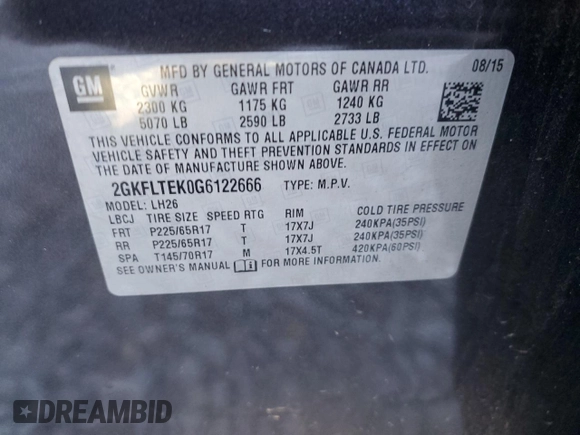 GM
MFD BY GENERAL MOTORS OF CANADA LTD. 08/15
GVWR GAWR FRT GAWR RR
2300 KG 1175 KG 1240 KG
5070 LB 2590 LB 2733 LB
THIS VEHICLE CONFORMS TO ALL APPLICABLE U.S. FEDERAL MOTOR
VEHICLE SAFETY AND THEFT PREVENTION STANDARDS IN EFFECT ON
THE DATE OF MANUFACTURE SHOWN ABOVE.
2GKFLTEK0G6122666 TYPE: M.P.V.
MODEL: LH26
LBCJ TIRE SIZE SPEED RTG RIM COLD TIRE PRESSURE
FRT P225/65R17 T 17X7J 240KPA(35PSI)
RR P225/65R17 T 17X7J 240KPA(35PSI)
SPA T145/70R17 M 17X4.5T 420KPA(60PSI)
SEE OWNER'S MANUAL FOR MORE INFORMATION.
DREAMBID